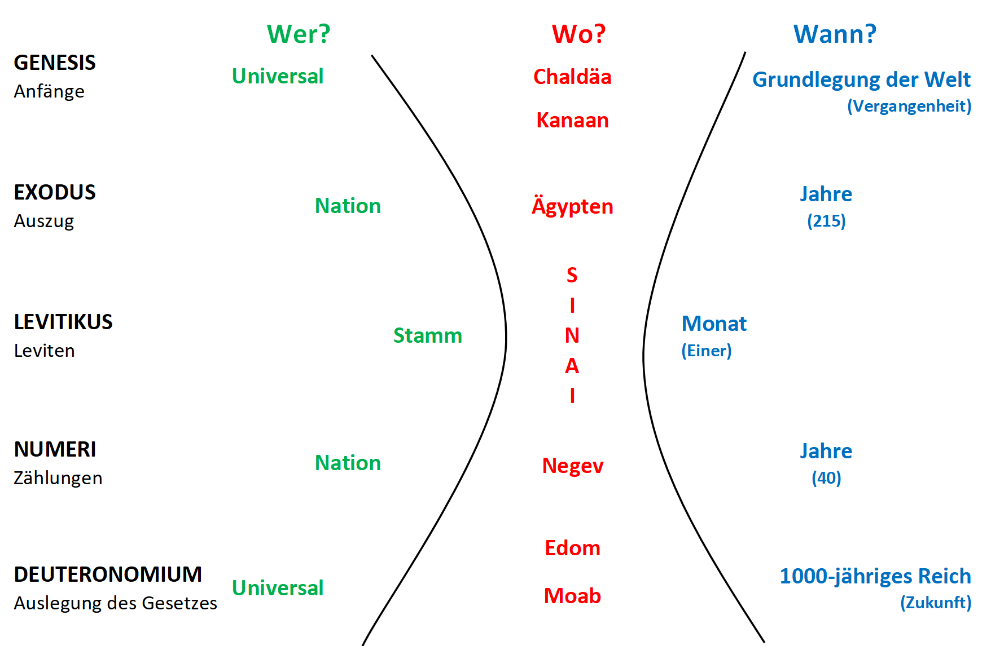 Wer? Wo? Wann?
GENESIS
Anfänge
Universal
Chaldäa
Kanaan
Grundlegung der Welt
(Vergangenheit)
EXODUS
Auszug
Nation
Ägypten
Jahre
(215)
LEVITIKUS
Leviten
Stamm
S
I
N
A
I
Monat
(Einer)
NUMERI
Zählungen
Nation
Negev
Jahre
(40)
DEUTERONOMIUM
Auslegung des Gesetzes
Universal
Edom
Moab
1000-jähriges Reich
(Zukunft)